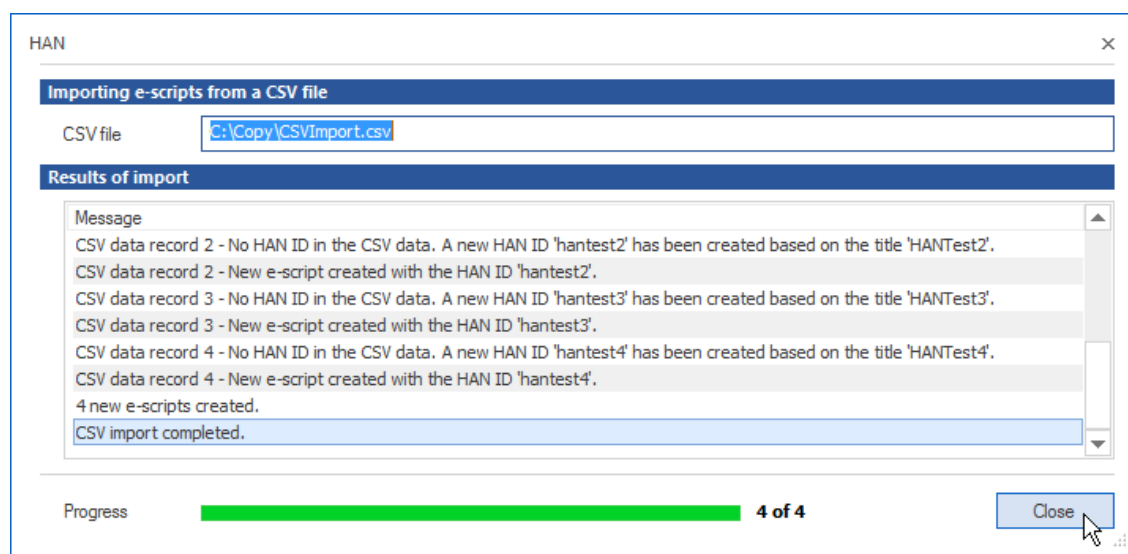 HAN
Importing e-scripts from a CSV file
CSV file C:\Copy\CSVImport.csv
Results of import
Message
CSV data record 2 - No HAN ID in the CSV data. A new HAN ID 'hantest2' has been created based on the title 'HANTest2'.
CSV data record 2 - New e-script created with the HAN ID 'hantest2'.
CSV data record 3 - No HAN ID in the CSV data. A new HAN ID 'hantest3' has been created based on the title 'HANTest3'.
CSV data record 3 - New e-script created with the HAN ID 'hantest3'.
CSV data record 4 - No HAN ID in the CSV data. A new HAN ID 'hantest4' has been created based on the title 'HANTest4'.
CSV data record 4 - New e-script created with the HAN ID 'hantest4'.
4 new e-scripts created.
CSV import completed.
Progress 4 of 4 Close